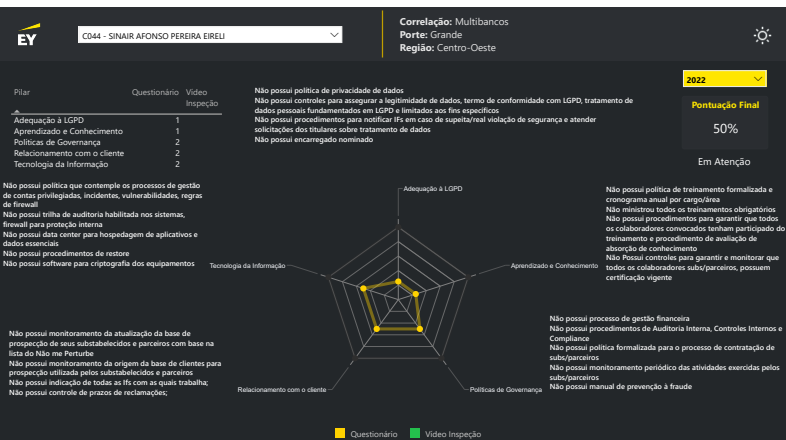 EY
C044 - SINAIR AFONSO PEREIRA EIRELI
Correlação: Multibancos
Porte: Grande
Região: Centro-Oeste
Pilar Questionário Video Inspeção
Adequação à LGPD 1
Aprendizado e Conhecimento 1
Políticas de Governança 2
Relacionamento com o cliente 2
Tecnologia da Informação 2
Não possui política de privacidade de dados
Não possui controles para assegurar a legitimidade de dados, termo de conformidade com LGPD, tratamento de
dados pessoais fundamentados em LGPD e limitados aos fins específicos
Não possui procedimentos para notificar IFs em caso de supeita/real violação de segurança e atender
solicitações dos titulares sobre tratamento de dados
Não possui encarregado nominado
2022
Pontuação Final
50%
Em Atenção
Não possui política que contemple os processos de gestão
de contas privilegiadas, incidentes, vulnerabilidades, regras
de firewall
Não possui trilha de auditoria habilitada nos sistemas,
firewall para proteção interna
Não possui data center para hospedagem de aplicativos e
dados essenciais
Não possui procedimentos de restore
Não possui software para criptografia dos equipamentos
Adequação à LGPD
Tecnologia da Informação
Aprendizado e Conhecimento
Relacionamento com o cliente
Políticas de Governança
Não possui política de treinamento formalizada e
cronograma anual por cargo/área
Não ministrou todos os treinamentos obrigatórios
Não possui procedimentos para garantir que todos
os colaboradores convocados tenham participado do
treinamento e procedimento de avaliação de
absorção de conhecimento
Não Possui controles para garantir e monitorar que
todos os colaboradores subs/parceiros, possuem
certificação vigente
Não possui monitoramento da atualização da base de
prospecção de seus substabelecidos e parceiros com base na
lista do Não me Perturbe
Não possui monitoramento da origem da base de clientes para
prospecção utilizada pelos substabelecidos e parceiros
Não possui indicação de todas as Ifs com as quais trabalha;
Não possui controle de prazos de reclamações;
Não possui processo de gestão financeira
Não possui procedimentos de Auditoria Interna, Controles Internos e
Compliance
Não possui política formalizada para o processo de contratação de
subs/parceiros
Não possui monitoramento periódico das atividades exercidas pelos
subs/parceiros
Não possui manual de prevenção à fraude
Questionário Video Inspeção